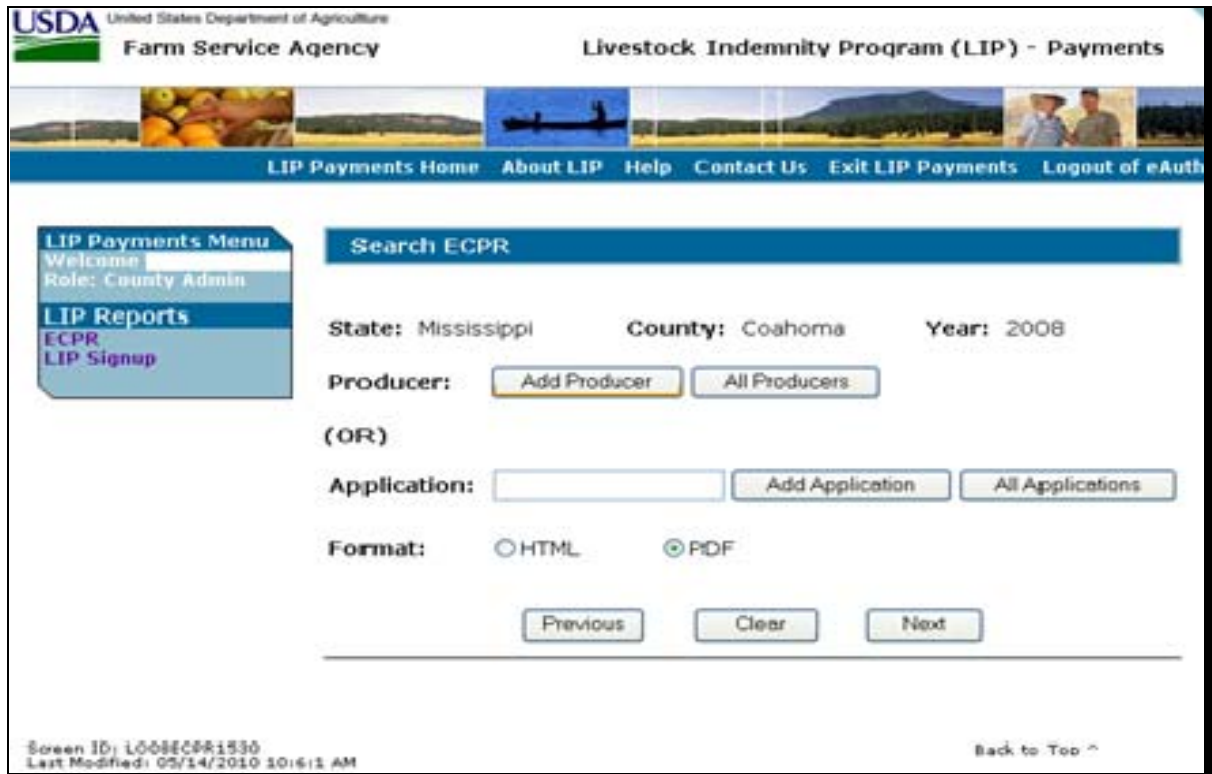 USDA United States Department of Agriculture
Farm Service Agency
Livestock Indemnity Program (LIP) - Payments
LIP Payments Home About LIP Help Contact Us Exit LIP Payments Logout of eAuth
LIP Payments Menu
Welcome
Role: County Admin
LIP Reports
ECPR
LIP Signup
Search ECPR
State: Mississippi County: Coahoma Year: 2008
Producer: Add Producer All Producers
(OR)
Application: Add Application All Applications
Format: HTML PDF
Previous Clear Next
Screen ID: LO08ECPR1530
Last Modified: 05/14/2010 10:6:1 AM
Back to Top ^